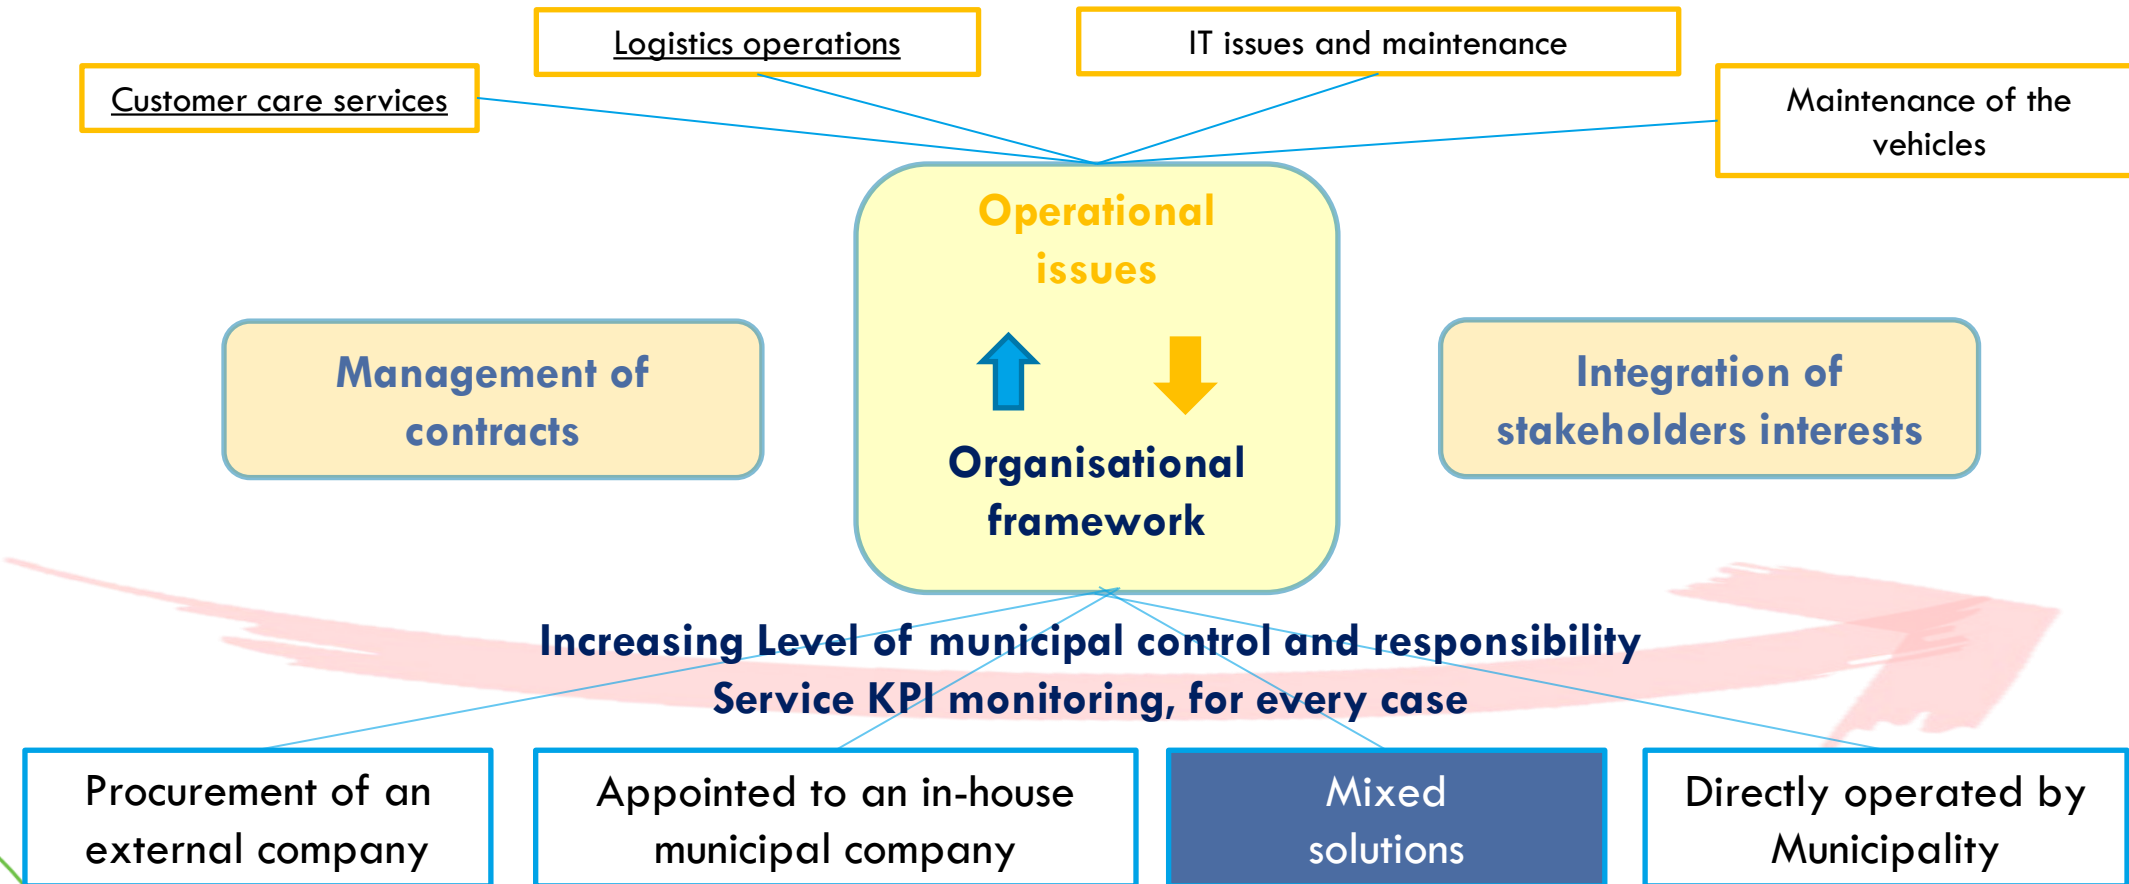 Logistics operations
IT issues and maintenance
Customer care services
Maintenance of the
vehicles
Operational
issues
Management of
contracts
Integration of
stakeholders interests
Organisational
framework
Increasing Level of municipal control and responsibility
Service KPI monitoring, for every case
Procurement of an
external company
Appointed to an in-house
municipal company
Mixed
solutions
Directly operated by
Municipality